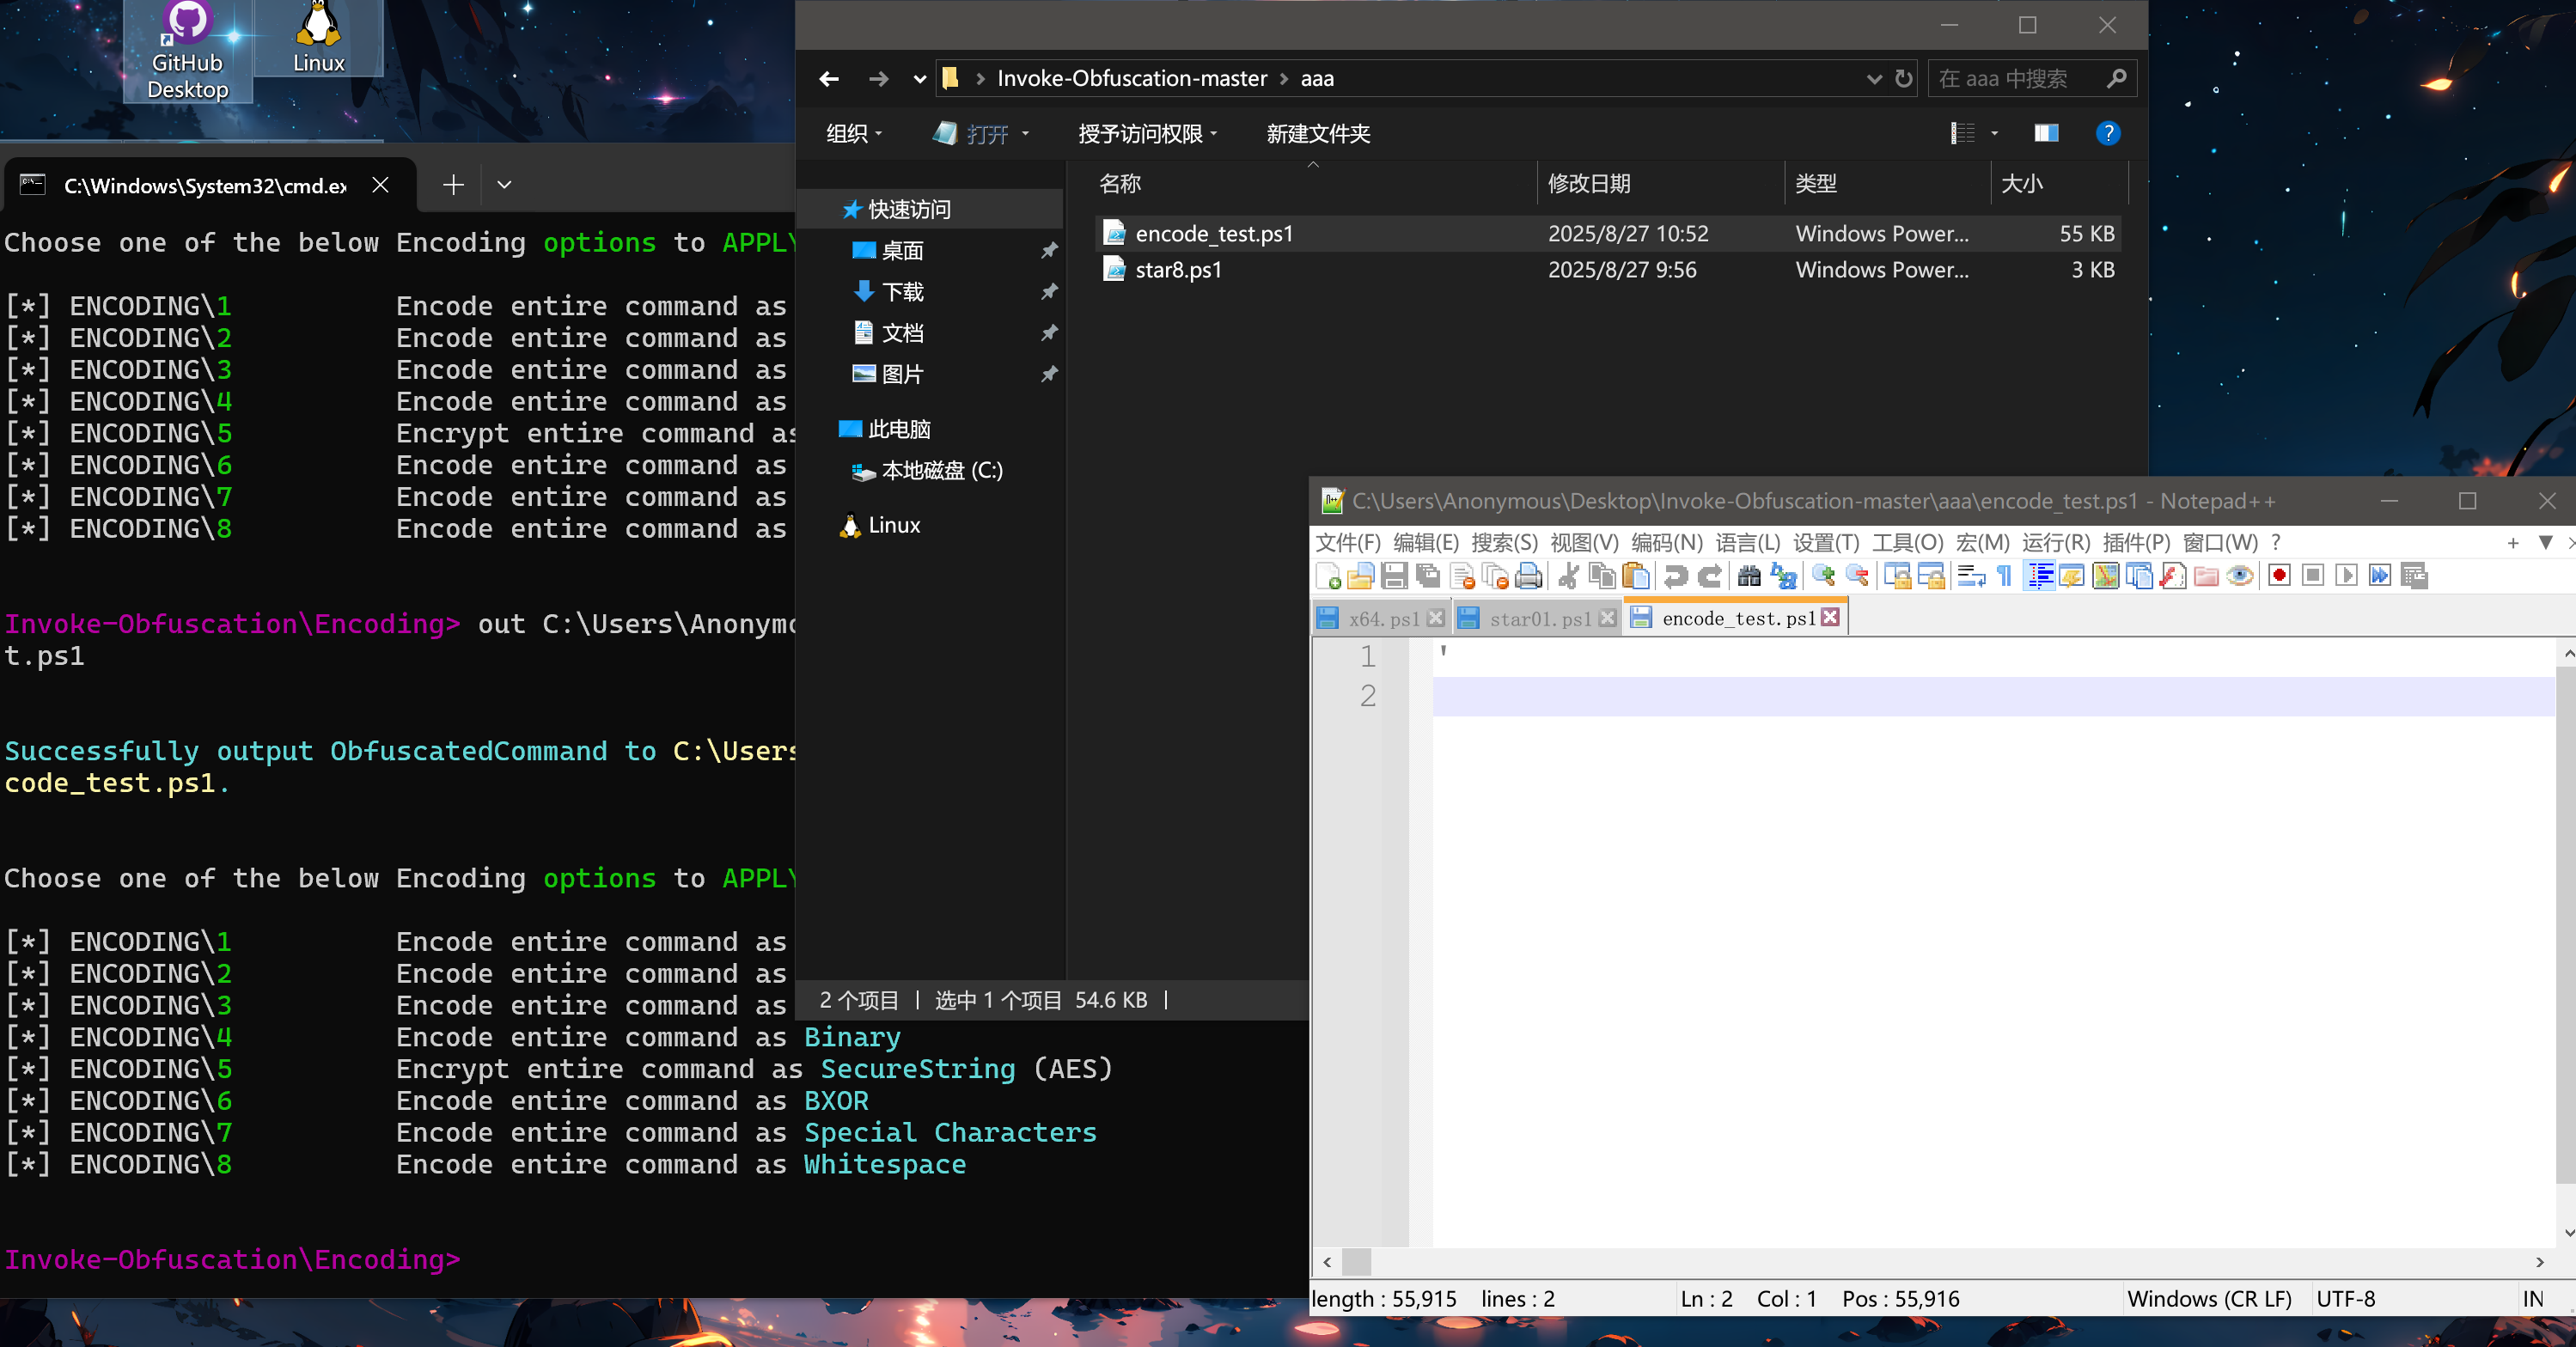 GitHub
Desktop
Linux
C:\Windows\System32\cmd.ex
Choose one of the below Encoding options to APPLY
[*] ENCODING\1 Encode entire command as
[*] ENCODING\2 Encode entire command as
[*] ENCODING\3 Encode entire command as
[*] ENCODING\4 Encode entire command as
[*] ENCODING\5 Encrypt entire command as
[*] ENCODING\6 Encode entire command as
[*] ENCODING\7 Encode entire command as
[*] ENCODING\8 Encode entire command as
Invoke-Obfuscation\Encoding> out C:\Users\Anonymo
t.ps1
Successfully output ObfuscatedCommand to C:\Users
code_test.ps1.
Choose one of the below Encoding options to APPLY
[*] ENCODING\1 Encode entire command as
[*] ENCODING\2 Encode entire command as
[*] ENCODING\3 Encode entire command as
[*] ENCODING\4 Encode entire command as Binary
[*] ENCODING\5 Encrypt entire command as SecureString (AES)
[*] ENCODING\6 Encode entire command as BXOR
[*] ENCODING\7 Encode entire command as Special Characters
[*] ENCODING\8 Encode entire command as Whitespace
Invoke-Obfuscation\Encoding>
Invoke-Obfuscation-master > aaa
在 aaa 中搜索
组织 打开 授予访问权限 新建文件夹
名称 修改日期 类型 大小
encode_test.ps1 2025/8/27 10:52 Windows Power... 55 KB
star8.ps1 2025/8/27 9:56 Windows Power... 3 KB
快速访问
桌面
下载
文档
图片
此电脑
本地磁盘 (C:)
Linux
2 个项目 | 选中 1 个项目 54.6 KB |
C:\Users\Anonymous\Desktop\Invoke-Obfuscation-master\aaa\encode_test.ps1 - Notepad++
文件(F) 编辑(E) 搜索(S) 视图(V) 编码(N) 语言(L) 设置(T) 工具(O) 宏(M) 运行(R) 插件(P) 窗口(W) ?
x64.ps1 star01.ps1 encode_test.ps1
1 '
2
length : 55,915 lines : 2 Ln : 2 Col : 1 Pos : 55,916 Windows (CR LF) UTF-8 IN